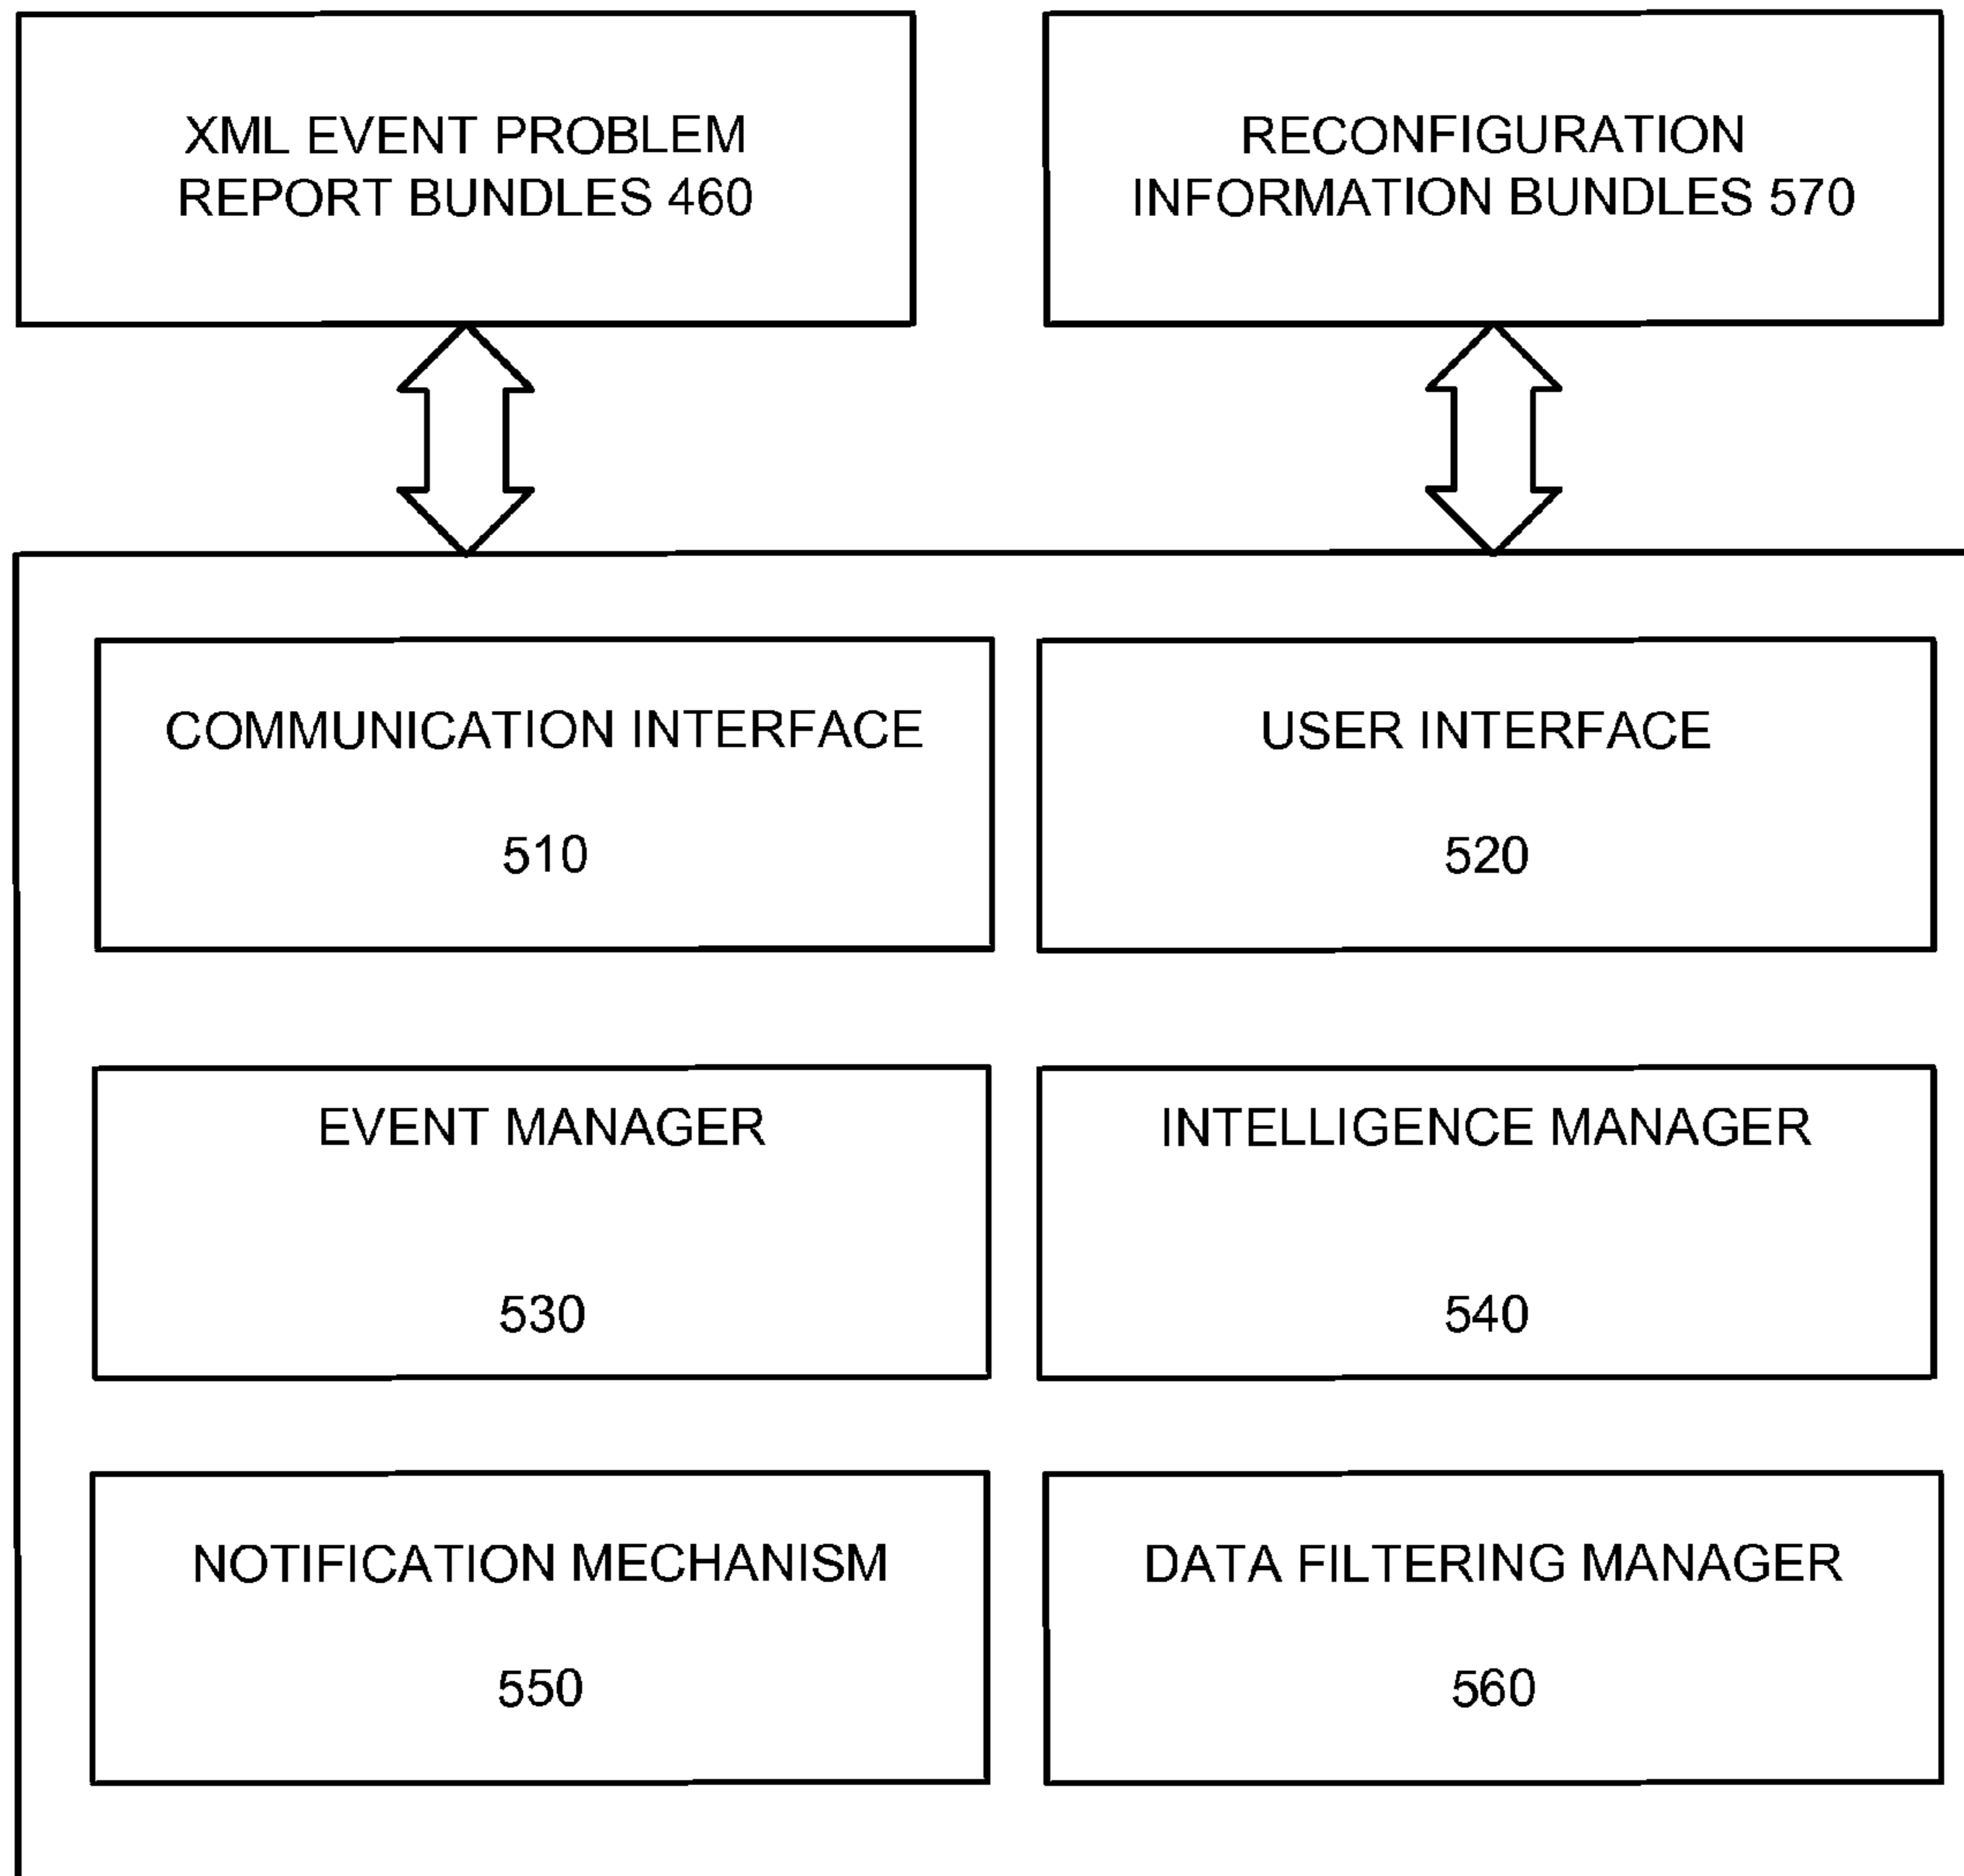 XML EVENT PROBLEM
REPORT BUNDLES 460
RECONFIGURATION
INFORMATION BUNDLES 570
COMMUNICATION INTERFACE
510
USER INTERFACE
520
EVENT MANAGER
530
INTELLIGENCE MANAGER
540
NOTIFICATION MECHANISM
550
DATA FILTERING MANAGER
560